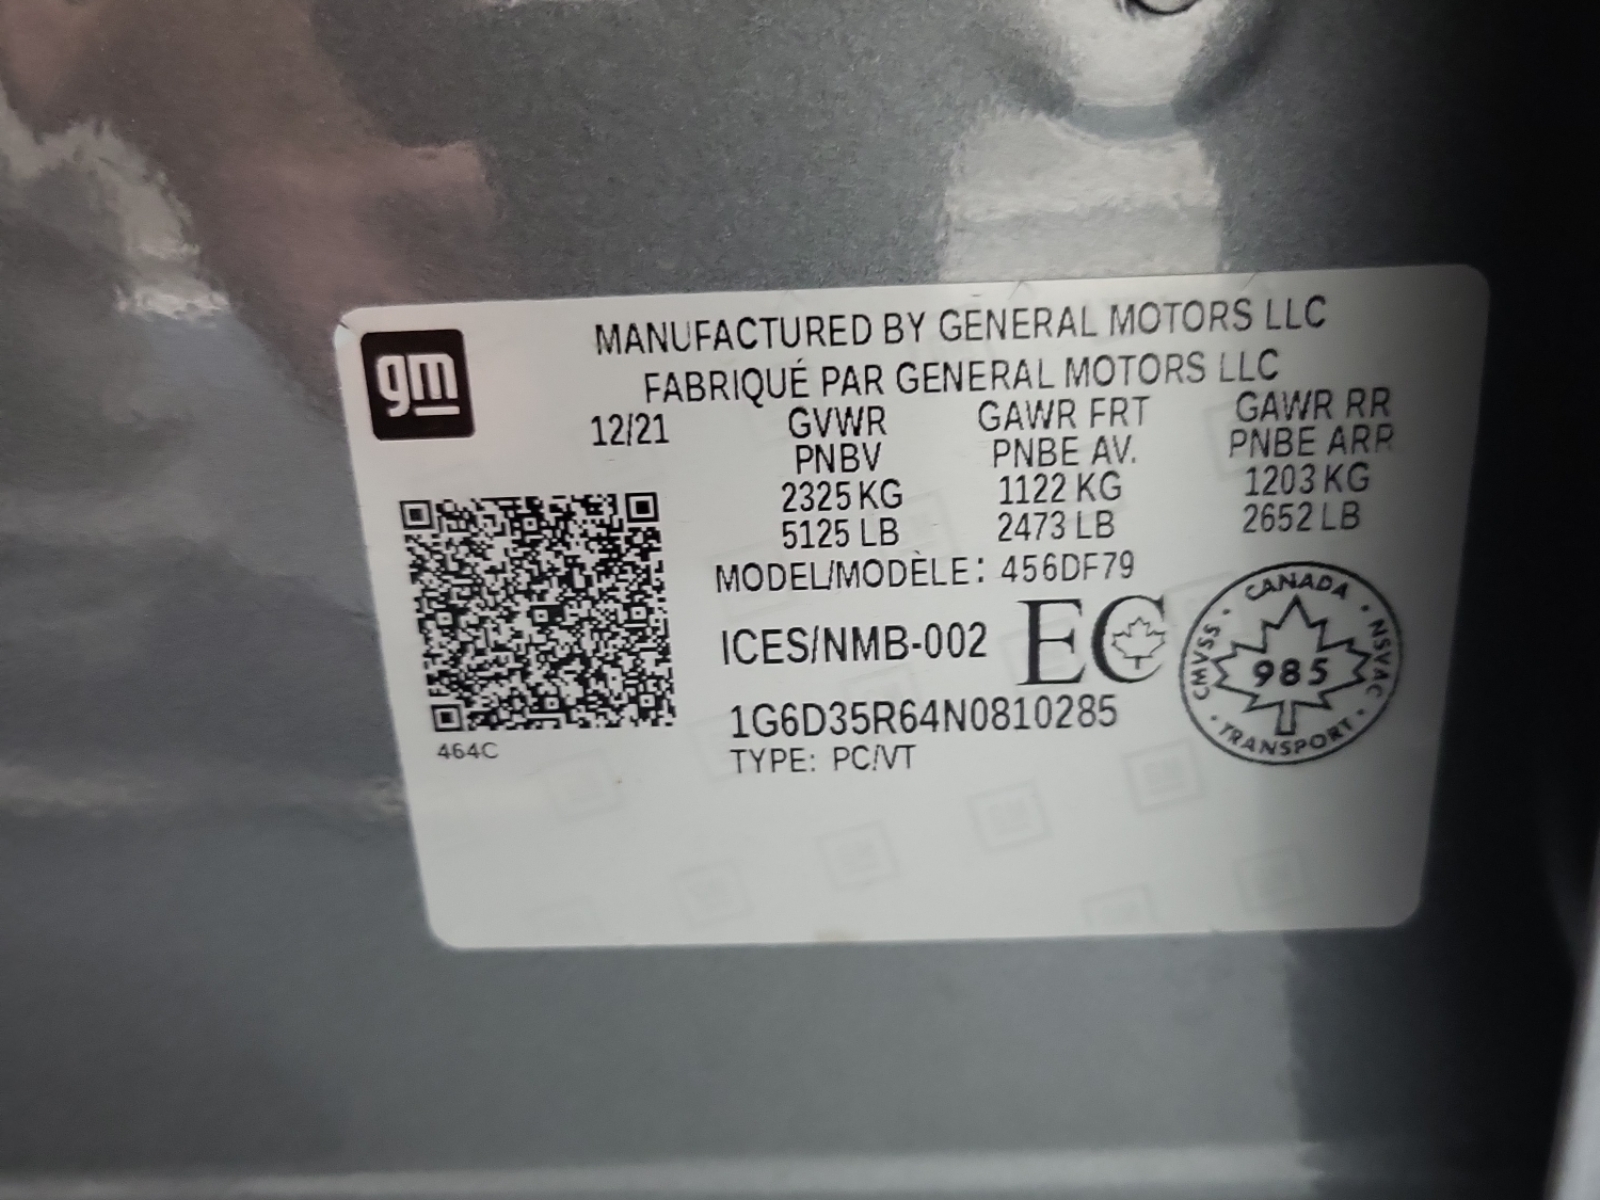 gm
MANUFACTURED BY GENERAL MOTORS LLC
FABRIQUÉ PAR GENERAL MOTORS LLC
12/21 GVWR GAWR FRT GAWR RR
PNBV PNBE AV. PNBE ARR
2325 KG 1122 KG 1203 KG
5125 LB 2473 LB 2652 LB
MODEL/MODÈLE: 456DF79
ICES/NMB-002 EC
CANADA
CMVSS 985 NSVAC
TRANSPORT
1G6D35R64N0810285
464C
TYPE: PC/VT